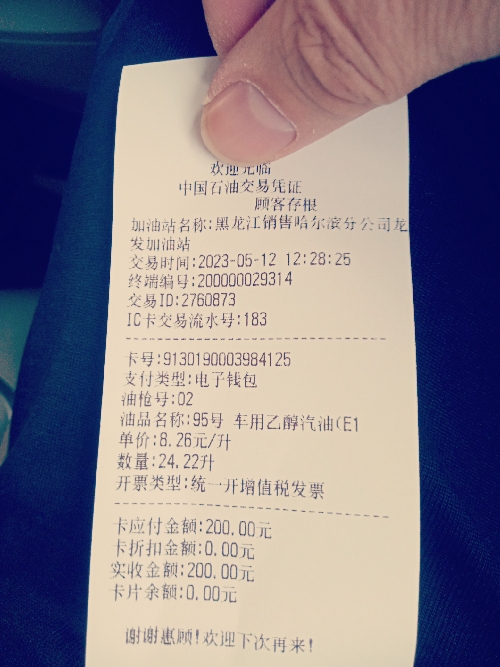 欢迎光临
中国石油交易凭证
顾客存根
加油站名称:黑龙江销售哈尔滨分公司龙
发加油站
交易时间:2023-05-12 12:28:25
终端编号:200000029314
交易ID:2760873
IC卡交易流水号:183
卡号:9130190003984125
支付类型:电子钱包
油枪号:02
油品名称:95号 车用乙醇汽油(E1
单价:8.26元/升
数量:24.22升
开票类型:统一开增值税发票
卡应付金额:200.00元
卡折扣金额:0.00元
实收金额:200.00元
卡片余额:0.00元
谢谢惠顾!欢迎下次再来!